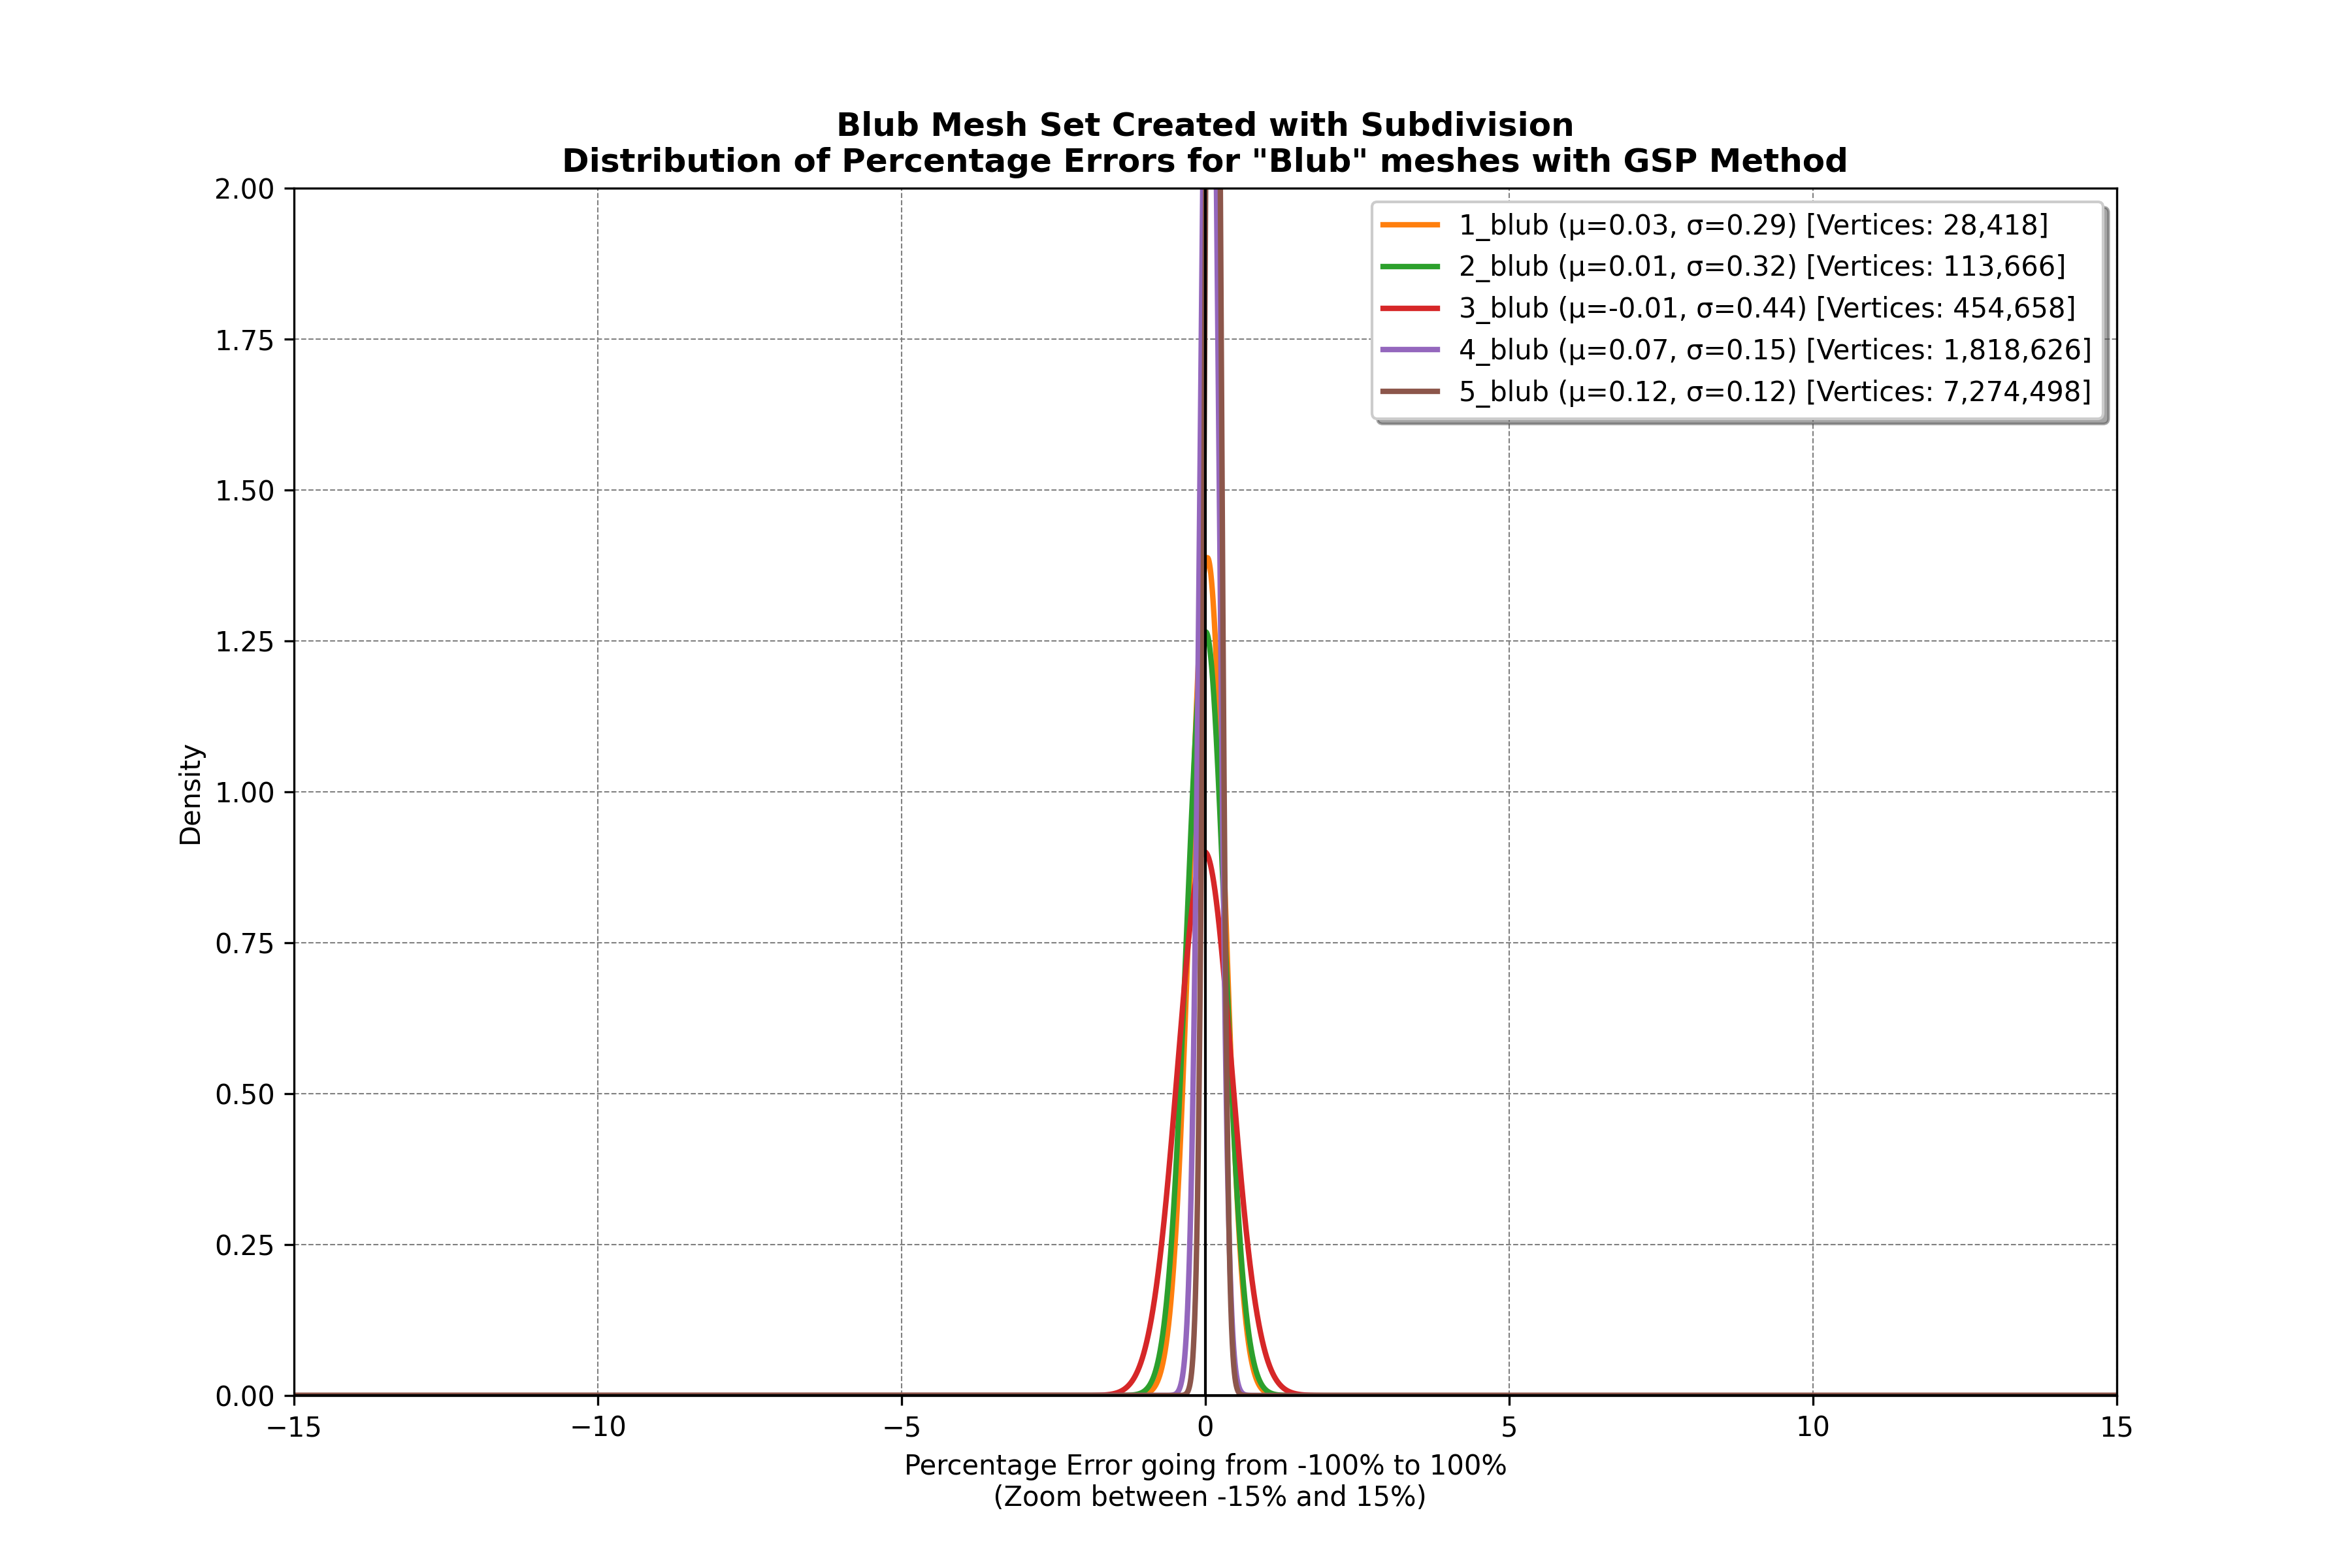 Blub Mesh Set Created with Subdivision
Distribution of Percentage Errors for "Blub" meshes with GSP Method
1_blub (μ=0.03, σ=0.29) [Vertices: 28,418]
2_blub (μ=0.01, σ=0.32) [Vertices: 113,666]
3_blub (μ=-0.01, σ=0.44) [Vertices: 454,658]
4_blub (μ=0.07, σ=0.15) [Vertices: 1,818,626]
5_blub (μ=0.12, σ=0.12) [Vertices: 7,274,498]
Density
2.00
1.75
1.50
1.25
1.00
0.75
0.50
0.25
0.00
−15
−10
−5
0
5
10
15
Percentage Error going from -100% to 100%
(Zoom between -15% and 15%)